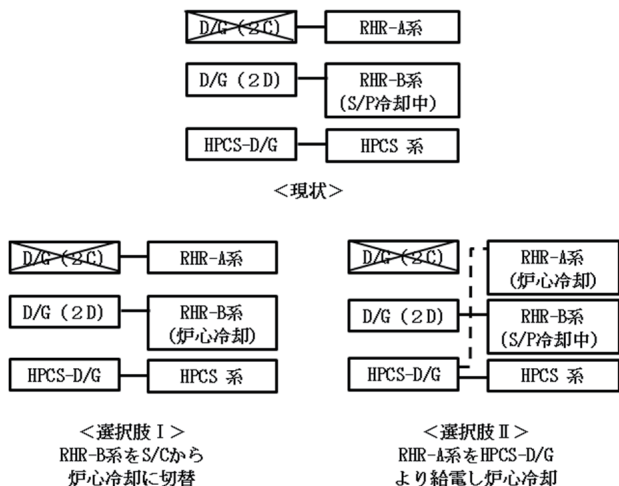 D/G (２C)
RHR-A系
D/G (２D)
RHR-B系
(S/P冷却中)
HPCS-D/G
HPCS 系
＜現状＞
D/G (２C)
RHR-A系
D/G (２D)
RHR-B系
(炉心冷却)
HPCS-D/G
HPCS 系
＜選択肢Ⅰ＞
RHR-B系をS/Cから
炉心冷却に切替
D/G (２C)
RHR-A系
(炉心冷却)
D/G (２D)
RHR-B系
(S/P冷却中)
HPCS-D/G
HPCS 系
＜選択肢Ⅱ＞
RHR-A系をHPCS-D/G
より給電し炉心冷却